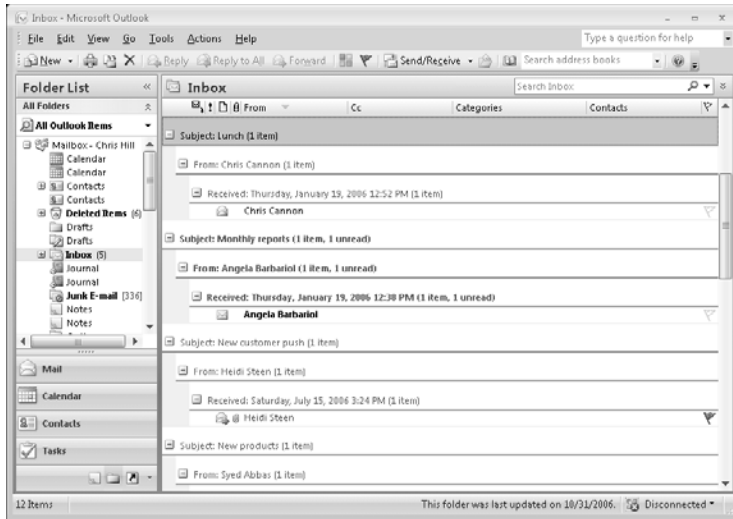 Inbox - Microsoft Outlook
File Edit View Go Tools Actions Help
Type a question for help
New Reply Reply to All Forward Send/Receive Search address books
Folder List «
Inbox
Search Inbox
All Folders
From Cc Categories Contacts
All Outlook Items
Mailbox - Chris Hill
Calendar
Calendar
Contacts
Contacts
Deleted Items (6)
Drafts
Drafts
Inbox (5)
Journal
Journal
Junk E-mail [336]
Notes
Notes
Mail
Calendar
Contacts
Tasks
Subject: Lunch (1 item)
From: Chris Cannon (1 item)
Received: Thursday, January 19, 2006 12:52 PM (1 item)
Chris Cannon
Subject: Monthly reports (1 item, 1 unread)
From: Angela Barbariol (1 item, 1 unread)
Received: Thursday, January 19, 2006 12:30 PM (1 item, 1 unread)
Angela Barbariol
Subject: New customer push (1 item)
From: Heidi Steen (1 item)
Received: Saturday, July 15, 2006 3:24 PM (1 item)
Heidi Steen
Subject: New products (1 item)
From: Syed Abbas (1 item)
12 Items
This folder was last updated on 10/31/2006.
Disconnected